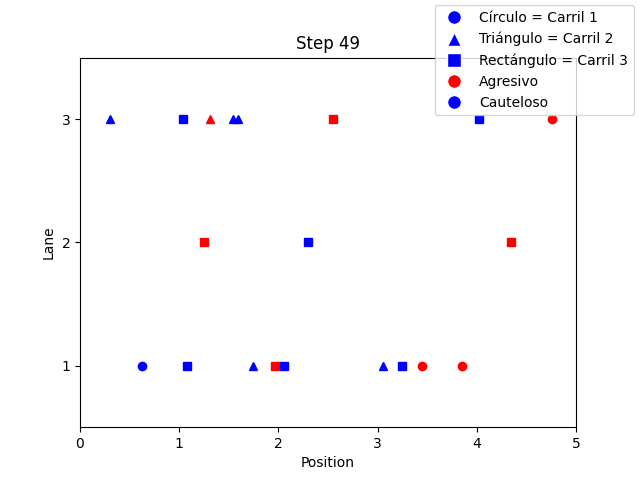 Step 49
Círculo = Carril 1
Triángulo = Carril 2
Rectángulo = Carril 3
Agresivo
Cauteloso
Lane
3
2
1
0 1 2 3 4 5
Position